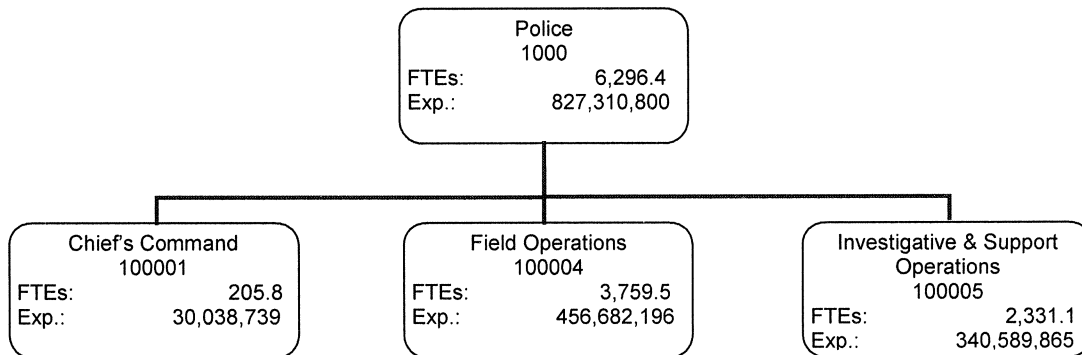 Police
1000
FTEs: 6,296.4
Exp.: 827,310,800
Chief's Command
100001
FTEs: 205.8
Exp.: 30,038,739
Field Operations
100004
FTEs: 3,759.5
Exp.: 456,682,196
Investigative & Support
Operations
100005
FTEs: 2,331.1
Exp.: 340,589,865